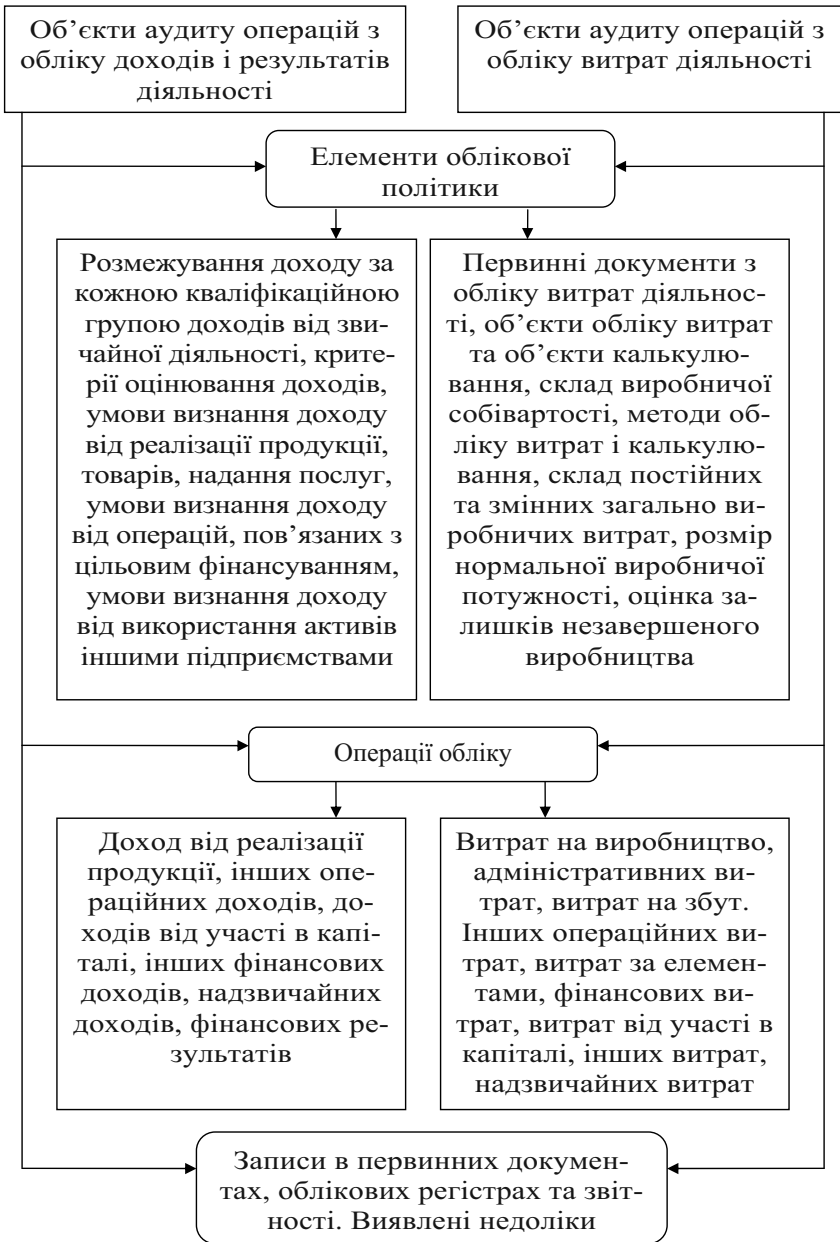 Об’єкти аудиту операцій з
обліку доходів і результатів
діяльності
Об’єкти аудиту операцій з
обліку витрат діяльності
Елементи облікової
політики
Розмежування доходу за
кожною кваліфікаційною
групою доходів від зви-
чайної діяльності, крите-
рії оцінювання доходів,
умови визнання доходу
від реалізації продукції,
товарів, надання послуг,
умови визнання доходу
від операцій, пов’язаних з
цільовим фінансуванням,
умови визнання доходу
від використання активів
іншими підприємствами
Первинні документи з
обліку витрат діяльнос-
ті, об’єкти обліку витрат
та об’єкти калькулю-
вання, склад виробничої
собівартості, методи об-
ліку витрат і калькулю-
вання, склад постійних
та змінних загально ви-
робничих витрат, розмір
нормальної виробничої
потужності, оцінка за-
лишків незавершеного
виробництва
Операції обліку
Доход від реалізації
продукції, інших опе-
раційних доходів, до-
ходів від участі в капі-
талі, інших фінансових
доходів, надзвичайних
доходів, фінансових ре-
зультатів
Витрат на виробництво,
адміністративних ви-
трат, витрат на збут.
Інших операційних ви-
трат, витрат за елемен-
тами, фінансових ви-
трат, витрат від участі в
капіталі, інших витрат,
надзвичайних витрат
Записи в первинних докумен-
тах, облікових регістрах та звіт-
ності. Виявлені недоліки